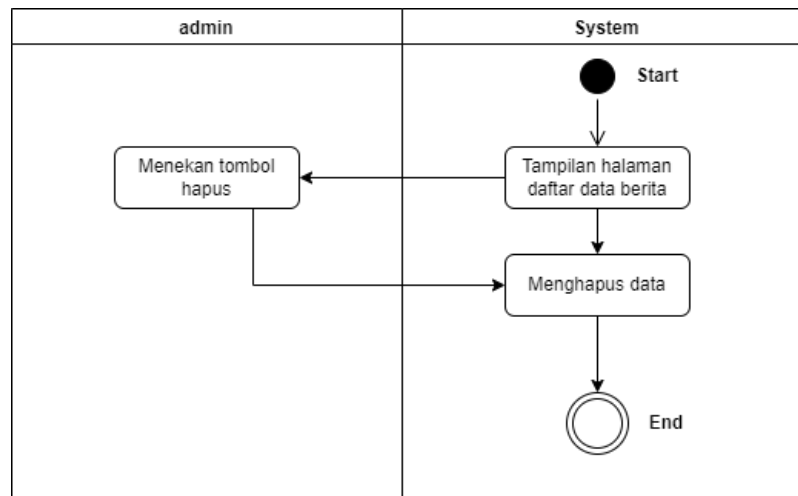 admin
System
Start
Menekan tombol
hapus
Tampilan halaman
daftar data berita
Menghapus data
End